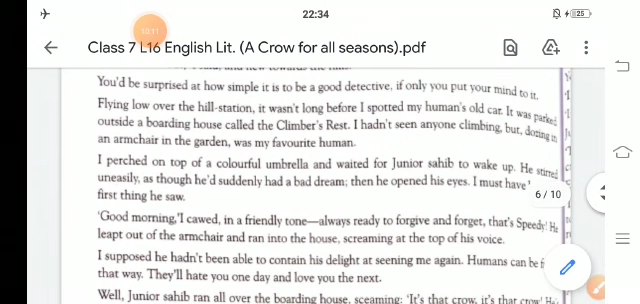 22:34
25
10:11
Class 7 L16 English Lit. (A Crow for all seasons).pdf
You'd be surprised at how simple it is to be a good detective, if only you put your mind to it.
Flying low over the hill-station, it wasn't long before I spotted my human's old car. It was parked
outside a boarding house called the Climber's Rest. I hadn't seen anyone climbing, but, dozing in
an armchair in the garden, was my favourite human.
I perched on top of a colourful umbrella and waited for Junior sahib to wake up. He stirred
uneasily, as though he'd suddenly had a bad dream; then he opened his eyes. I must have
first thing he saw.
6 / 10
'Good morning,' I cawed, in a friendly tone—always ready to forgive and forget, that's Speedy! He
leapt out of the armchair and ran into the house, screaming at the top of his voice.
I supposed he hadn't been able to contain his delight at seeing me again. Humans can be
that way. They'll hate you one day and love you the next.
Well, Junior sahib ran all over the boarding house, sceaming: 'It's that crow, it's that crow'